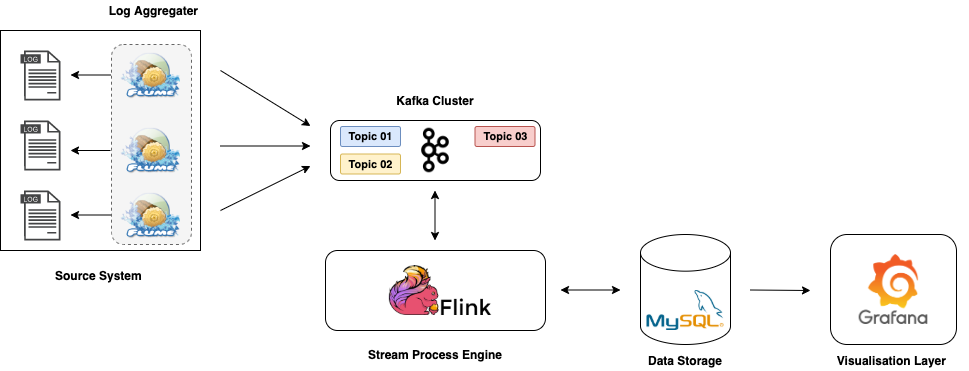 Log Aggregater
LOG
FLUME
LOG
FLUME
LOG
FLUME
Source System
Kafka Cluster
Topic 01
Topic 03
Topic 02
Flink
Stream Process Engine
MySQL
Data Storage
Grafana
Visualisation Layer